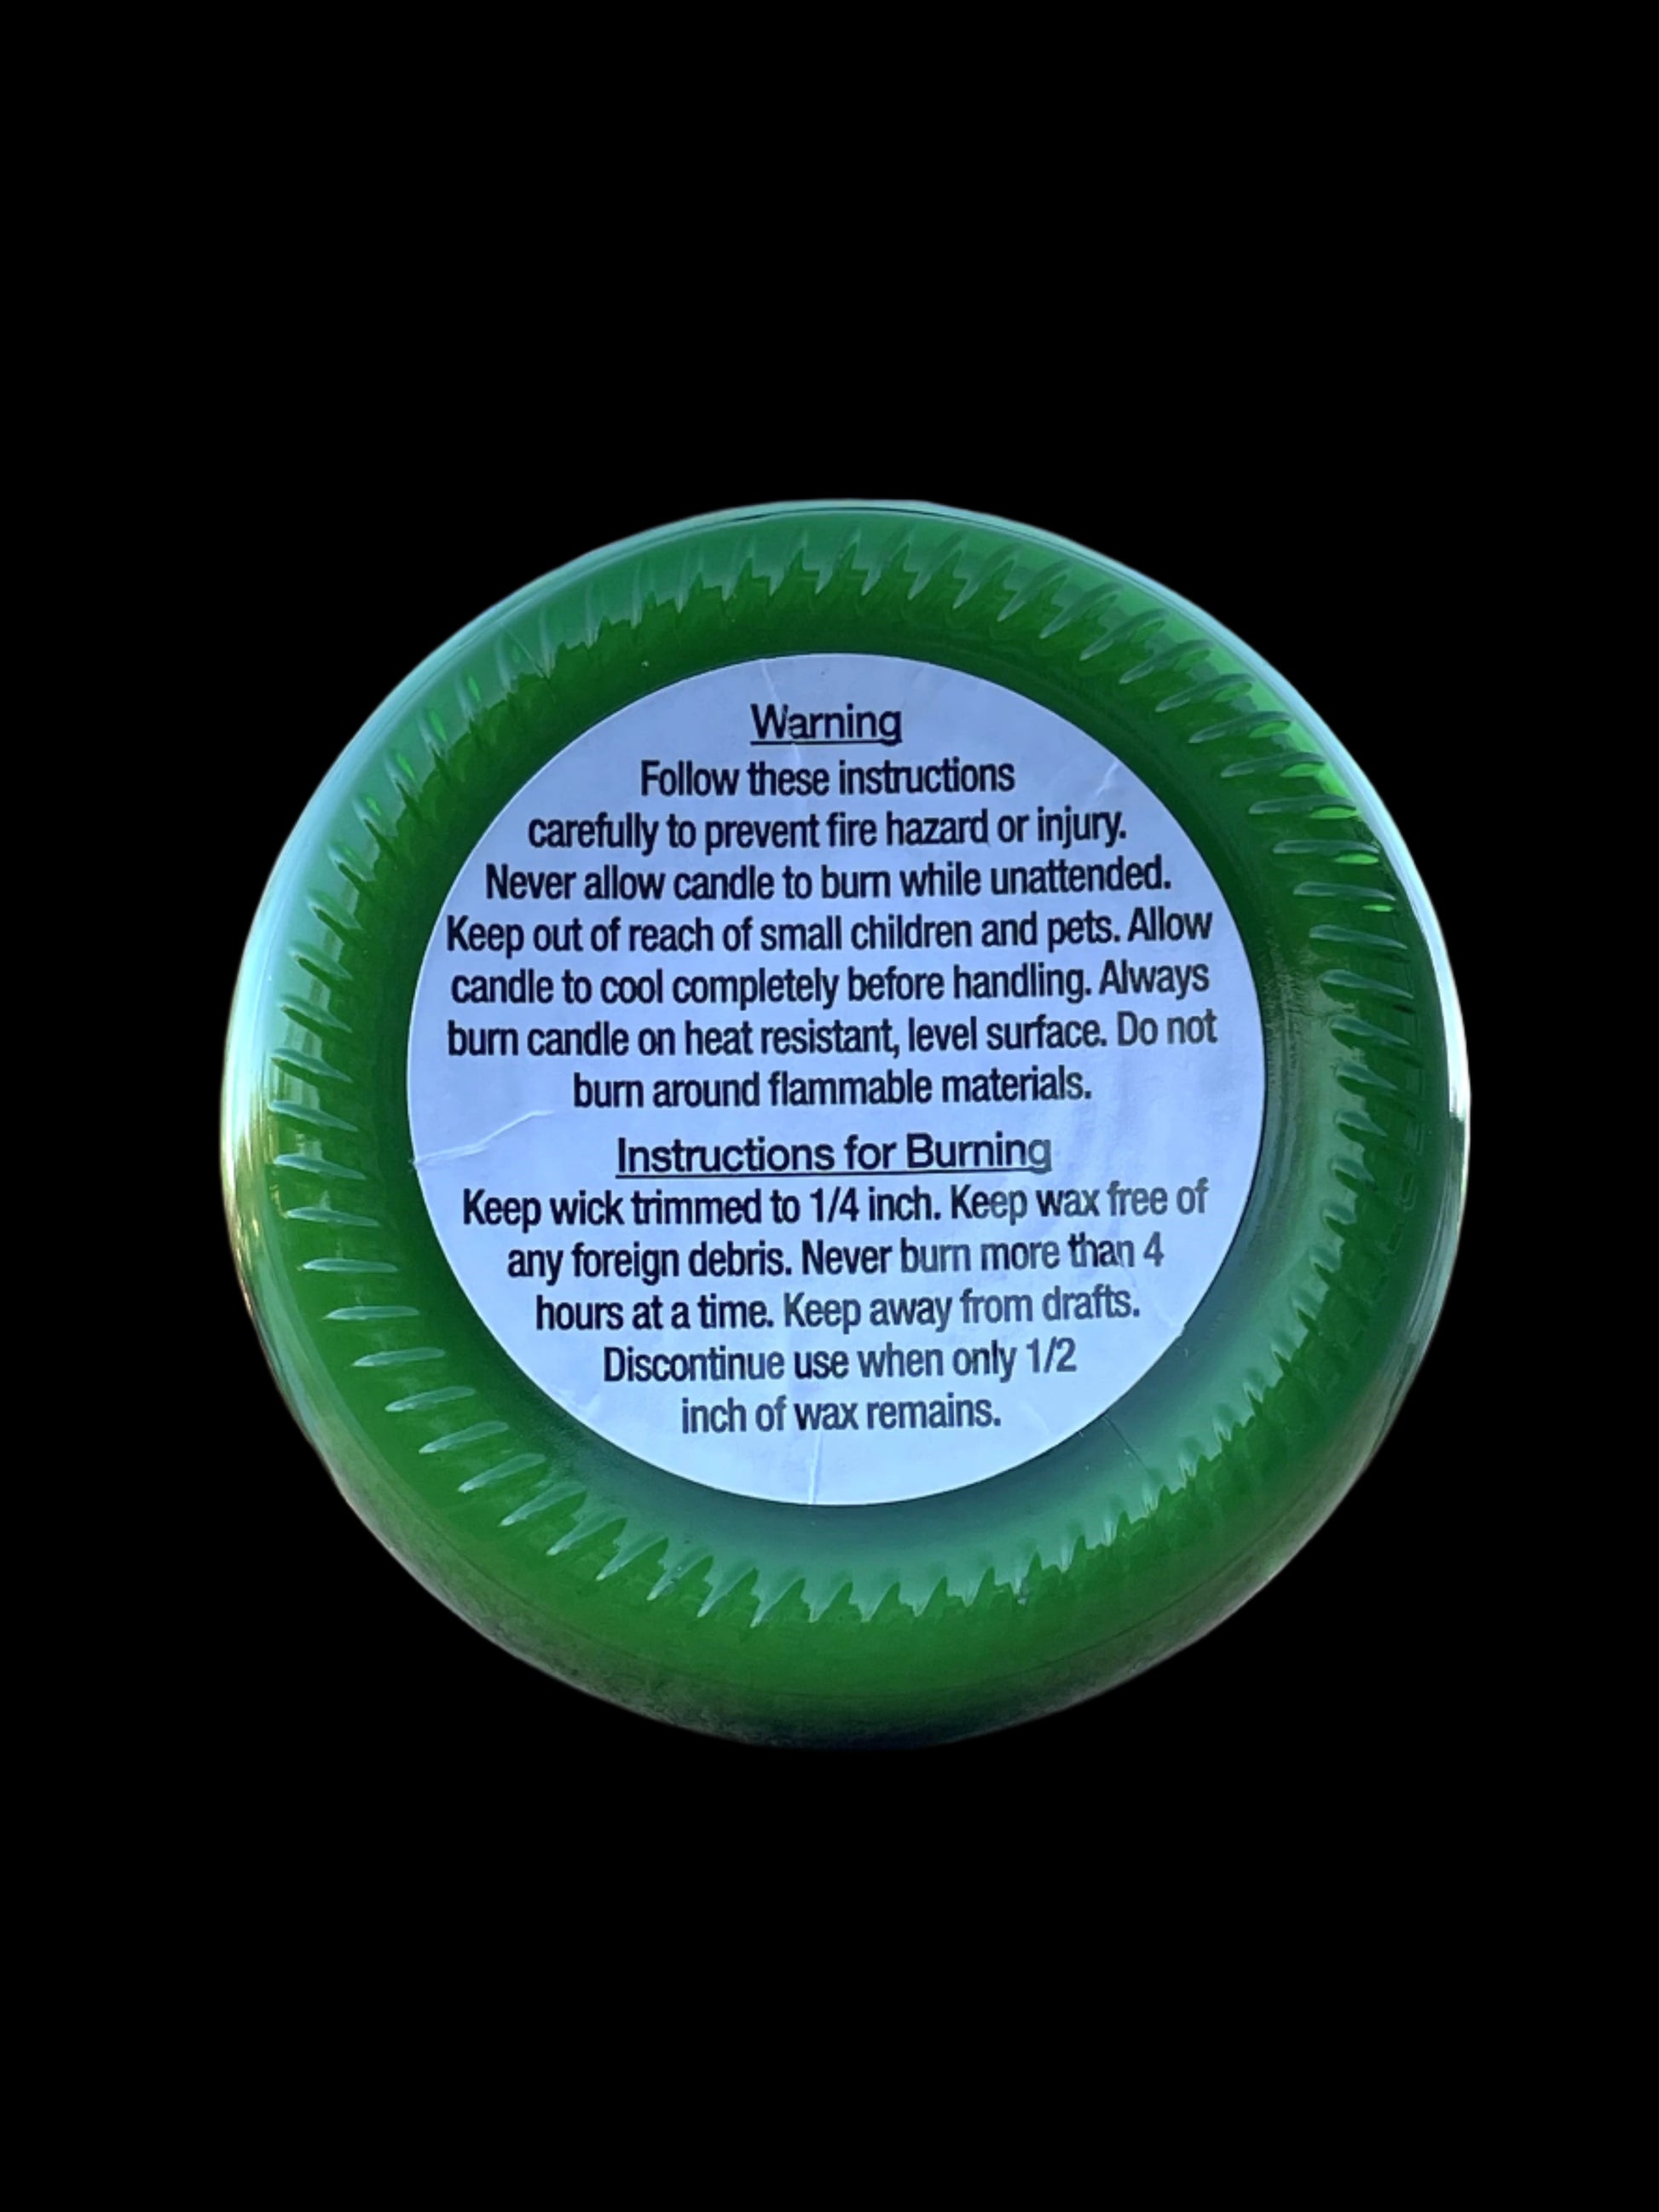 Warning
Follow these instructions
carefully to prevent fire hazard or injury.
Never allow candle to burn while unattended.
Keep out of reach of small children and pets. Allow
candle to cool completely before handling. Always
burn candle on heat resistant, level surface. Do not
burn around flammable materials.
Instructions for Burning
Keep wick trimmed to 1/4 inch. Keep wax free of
any foreign debris. Never burn more than 4
hours at a time. Keep away from drafts.
Discontinue use when only 1/2
inch of wax remains.